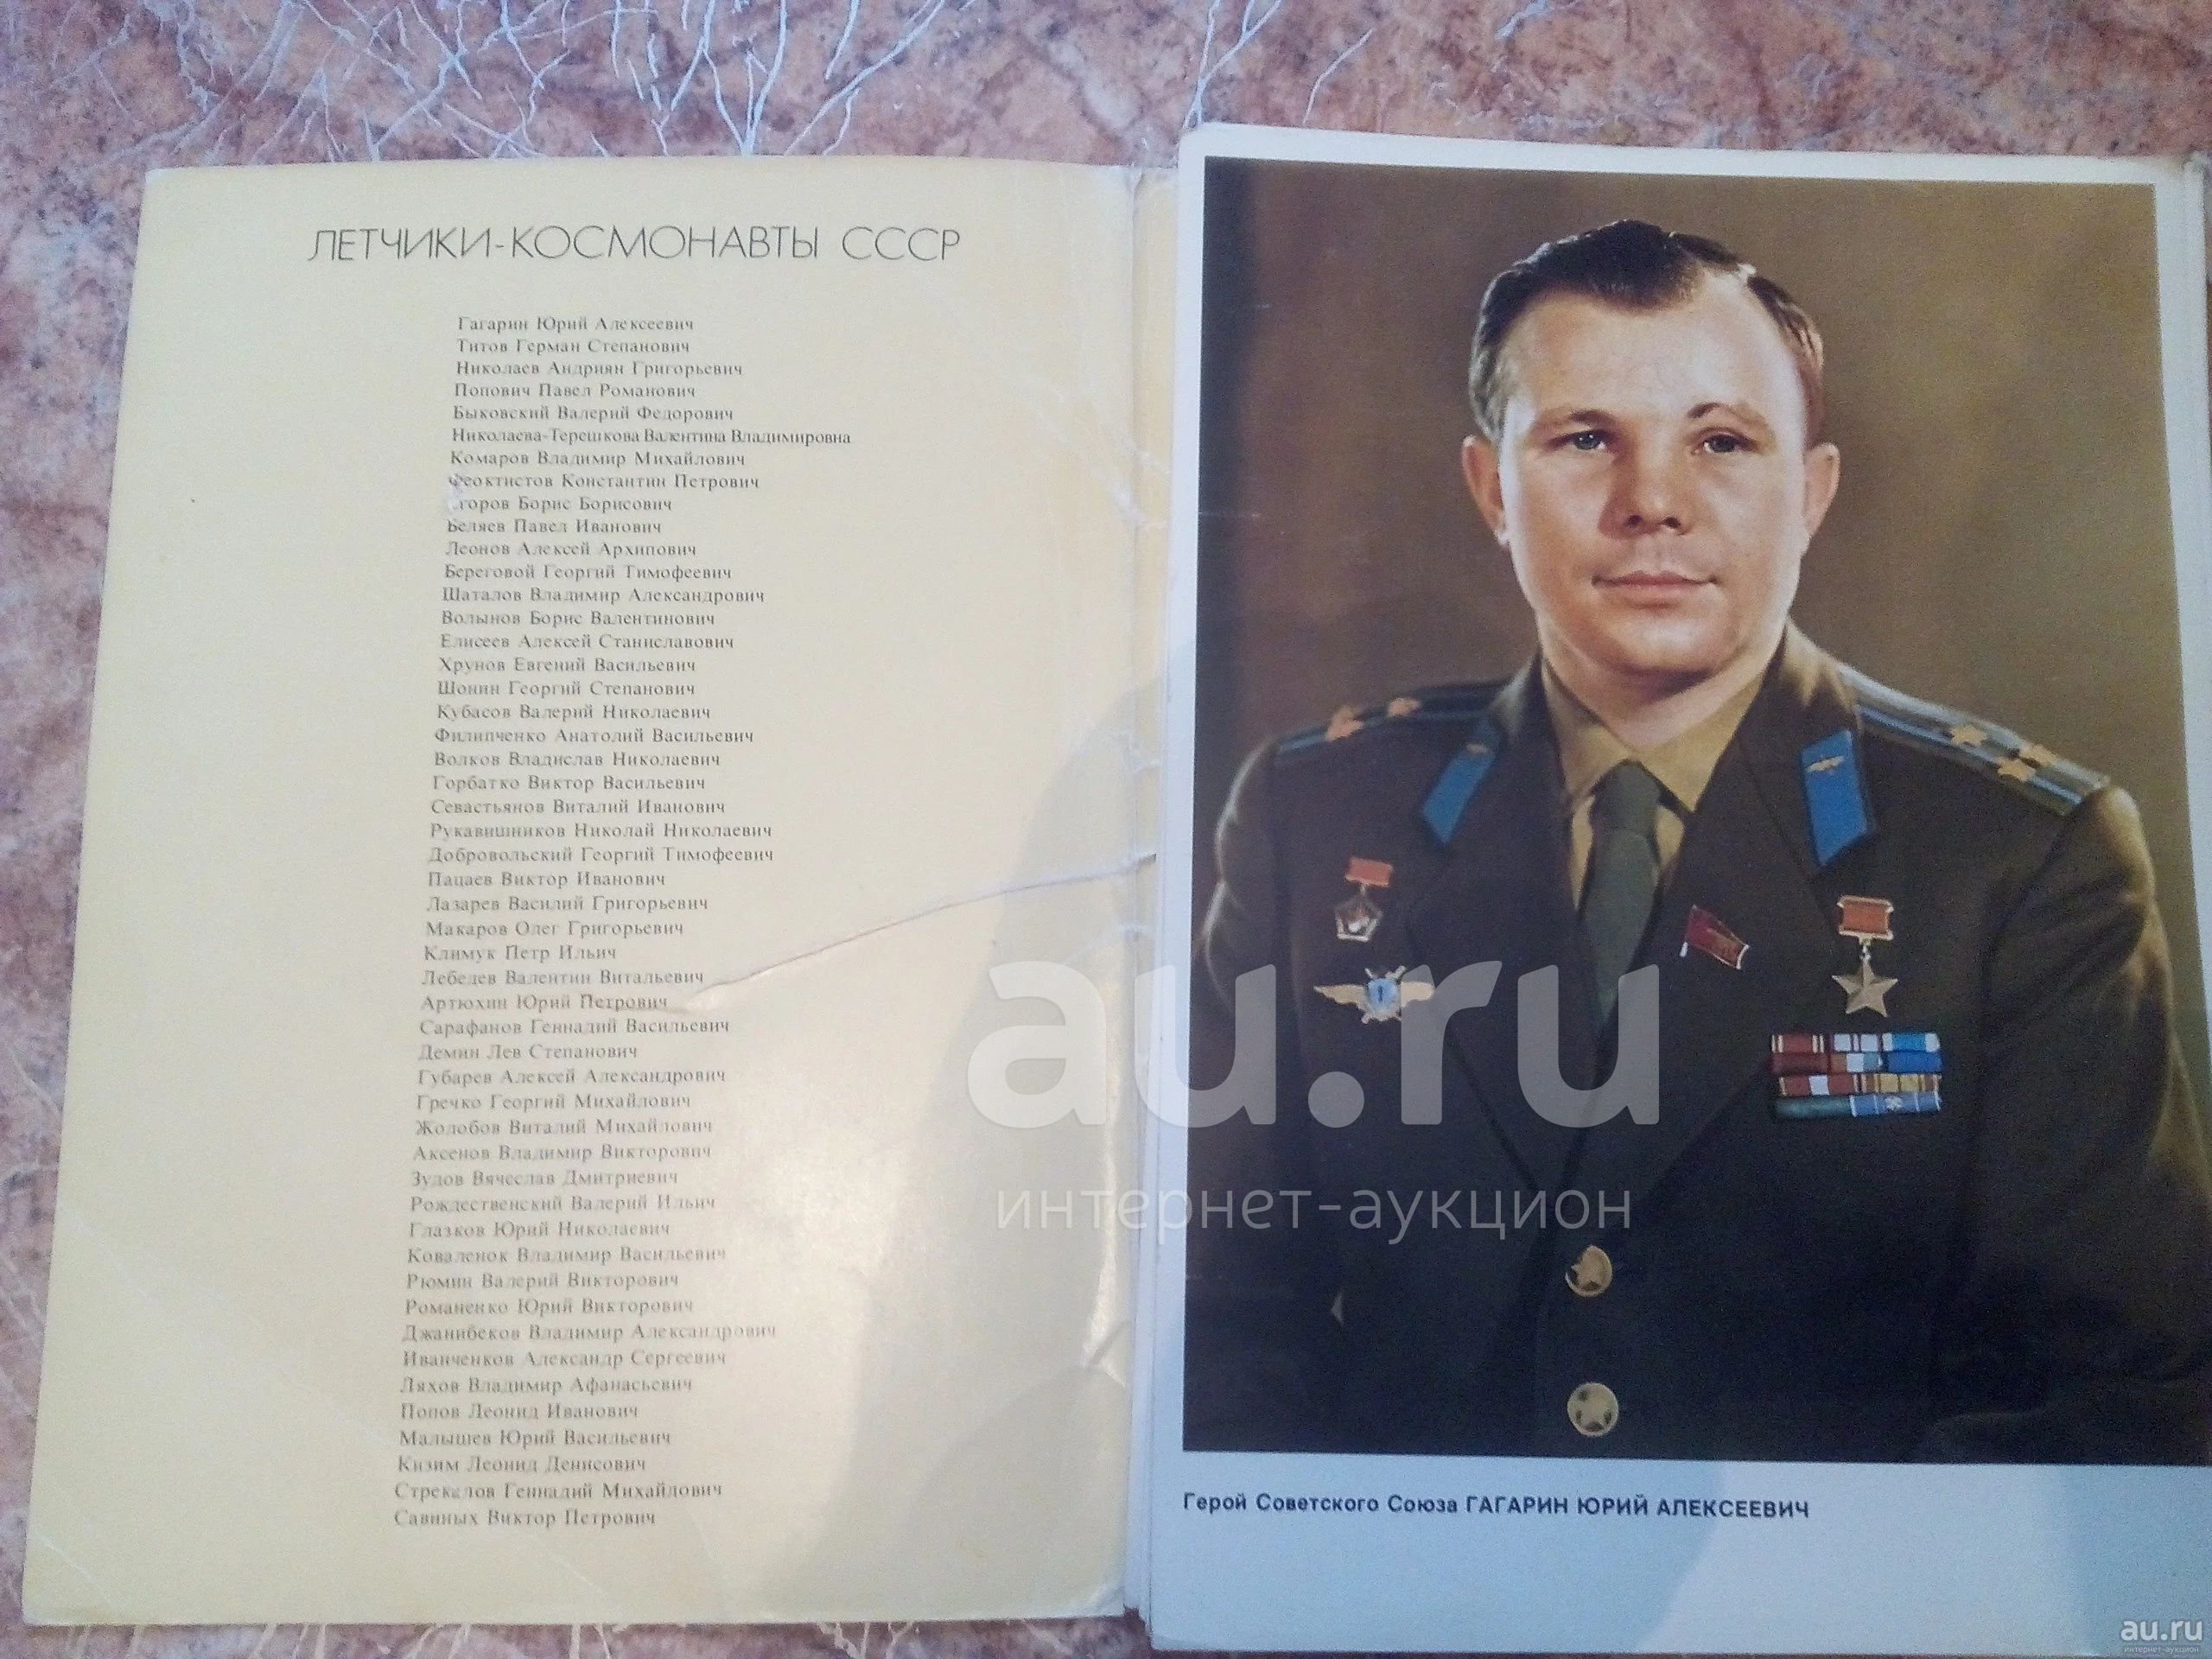 ЛЕТЧИКИ-КОСМОНАВТЫ СССР
Гагарин Юрий Алексеевич
Титов Герман Степанович
Николаев Андриян Григорьевич
Попович Павел Романович
Быковский Валерий Федорович
Николаева-Терешкова Валентина Владимировна
Комаров Владимир Михайлович
Феоктистов Константин Петрович
Егоров Борис Борисович
Беляев Павел Иванович
Леонов Алексей Архипович
Береговой Георгий Тимофеевич
Шаталов Владимир Александрович
Волынов Борис Валентинович
Елисеев Алексей Станиславович
Хрунов Евгений Васильевич
Шонин Георгий Степанович
Кубасов Валерий Николаевич
Филипченко Анатолий Васильевич
Волков Владислав Николаевич
Горбатко Виктор Васильевич
Севастьянов Виталий Иванович
Рукавишников Николай Николаевич
Добровольский Георгий Тимофеевич
Пацаев Виктор Иванович
Лазарев Василий Григорьевич
Макаров Олег Григорьевич
Климук Петр Ильич
Лебедев Валентин Витальевич
Артюхин Юрий Петрович
Сарафанов Геннадий Васильевич
Демин Лев Степанович
Губарев Алексей Александрович
Гречко Георгий Михайлович
Жолобов Виталий Михайлович
Аксенов Владимир Викторович
Зудов Вячеслав Дмитриевич
Рождественский Валерий Ильич
Глазков Юрий Николаевич
Коваленок Владимир Васильевич
Рюмин Валерий Викторович
Романенко Юрий Викторович
Джанибеков Владимир Александрович
Иванченков Александр Сергеевич
Ляхов Владимир Афанасьевич
Попов Леонид Иванович
Малышев Юрий Васильевич
Кизим Леонид Денисович
Стрекалов Геннадий Михайлович
Савиных Виктор Петрович
Герой Советского Союза ГАГАРИН ЮРИЙ АЛЕКСЕЕВИЧ
au.ru
интернет-аукцион
au.ru
интернет-аукцион